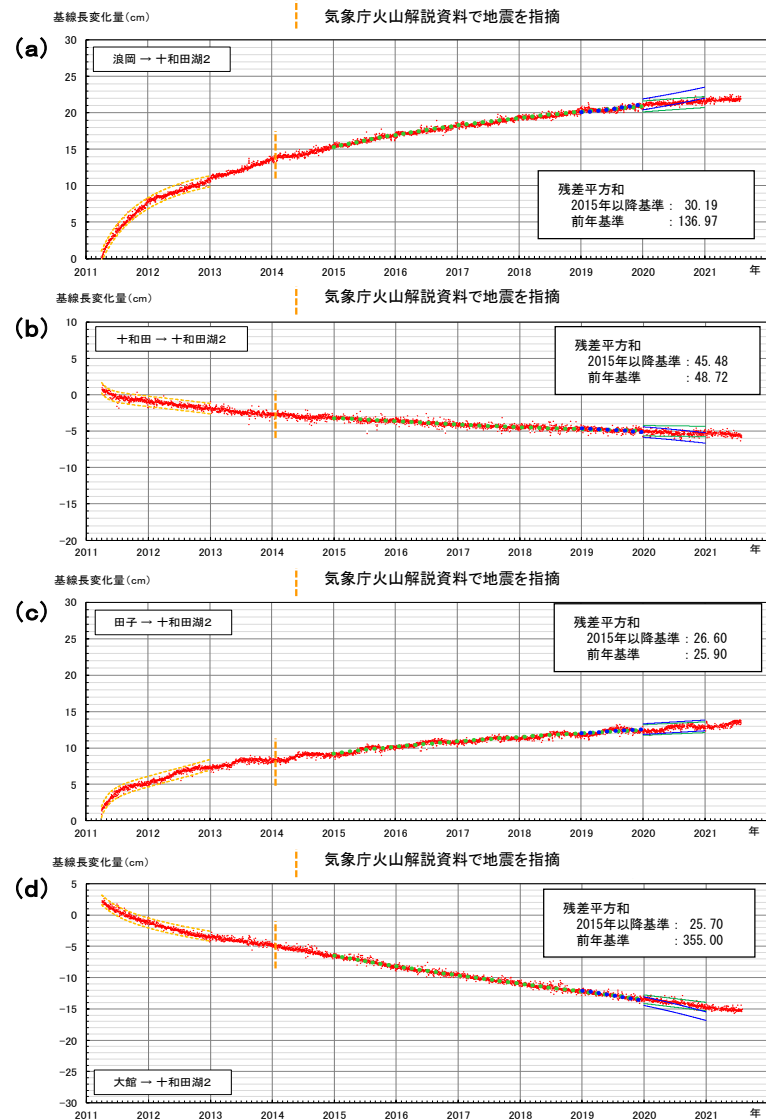 基線長変化量(cm)
気象庁火山解説資料で地震を指摘
(a)
浪岡 → 十和田湖2
30
25
20
15
10
5
0
残差平方和
2015年以降基準： 30.19
前年基準 ：136.97
2011 2012 2013 2014 2015 2016 2017 2018 2019 2020 2021 年
基線長変化量(cm)
気象庁火山解説資料で地震を指摘
(b)
十和田 → 十和田湖2
10
5
0
-5
-10
-15
-20
残差平方和
2015年以降基準：45.48
前年基準 ：48.72
2011 2012 2013 2014 2015 2016 2017 2018 2019 2020 2021 年
基線長変化量(cm)
気象庁火山解説資料で地震を指摘
(c)
田子 → 十和田湖2
30
25
20
15
10
5
0
残差平方和
2015年以降基準：26.60
前年基準 ：25.90
2011 2012 2013 2014 2015 2016 2017 2018 2019 2020 2021 年
基線長変化量(cm)
気象庁火山解説資料で地震を指摘
(d)
5
0
-5
-10
-15
-20
-25
-30
残差平方和
2015年以降基準： 25.70
前年基準 ：355.00
大館 → 十和田湖2
2011 2012 2013 2014 2015 2016 2017 2018 2019 2020 2021 年